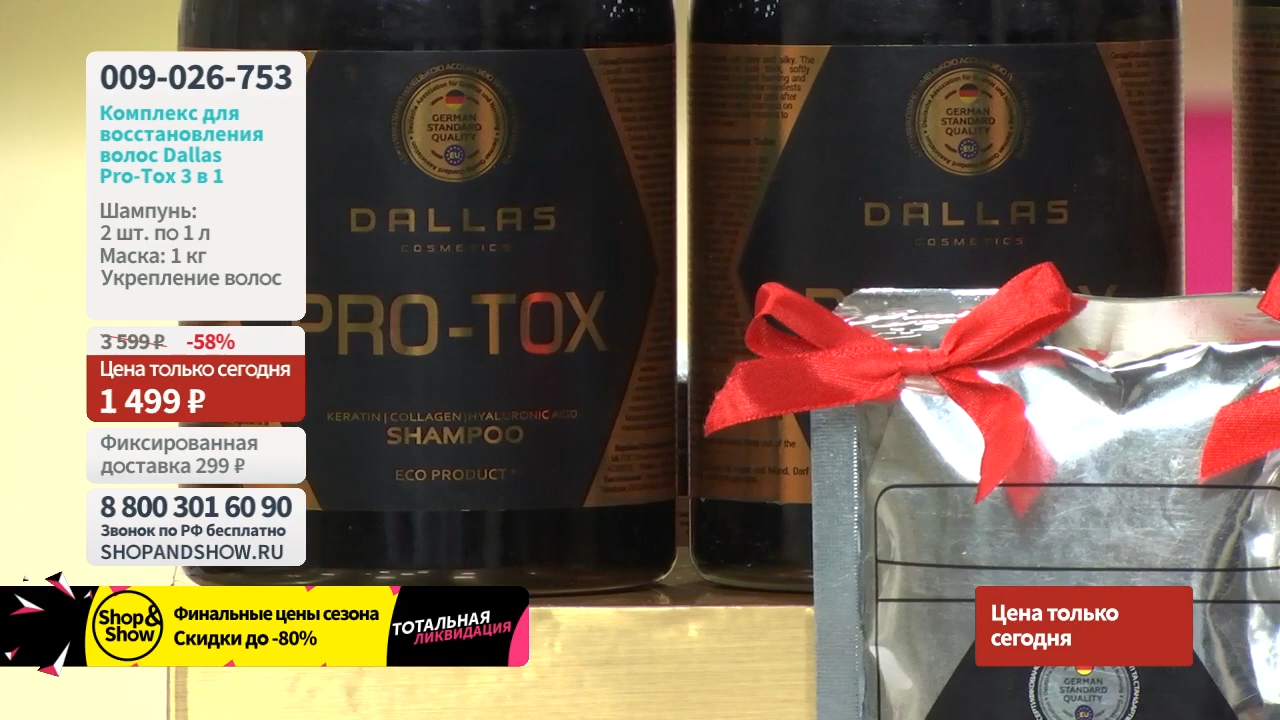 009-026-753
Комплекс для
восстановления
волос Dallas
Pro-Tox 3 в 1
Шампунь:
2 шт. по 1 л
Маска: 1 кг
Укрепление волос
3 599 ₽ -58%
Цена только сегодня
1 499 ₽
Фиксированная
доставка 299 ₽
8 800 301 60 90
Звонок по РФ бесплатно
SHOPANDSHOW.RU
Shop&
Show
Финальные цены сезона
Скидки до -80%
ТОТАЛЬНАЯ
ЛИКВИДАЦИЯ
GERMAN
STANDARD
QUALITY
EU
DALLAS
COSMETICS
PRO-TOX
KERATIN | COLLAGEN | HYALURONIC ACID
SHAMPOO
ECO PRODUCT
GERMAN
STANDARD
QUALITY
EU
DALLAS
COSMETICS
Цена только
сегодня
GERMAN
STANDARD
QUALITY
EU